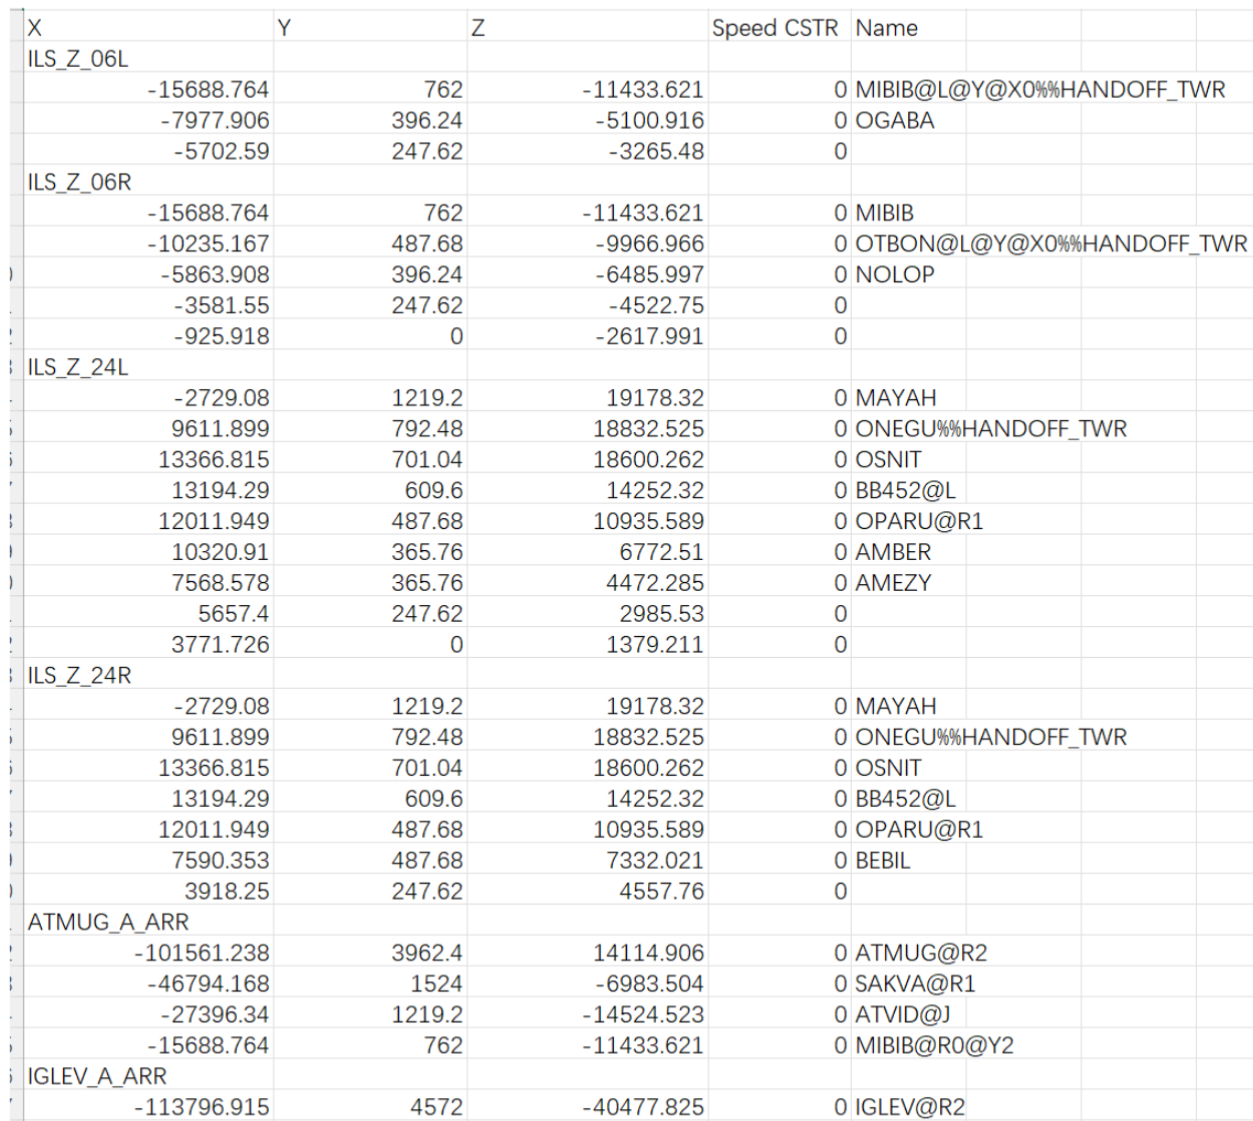 X Y Z Speed CSTR Name
ILS_Z_06L
-15688.764 762 -11433.621 0 MIBIB@L@Y@X0%%HANDOFF_TWR
-7977.906 396.24 -5100.916 0 OGABA
-5702.59 247.62 -3265.48 0
ILS_Z_06R
-15688.764 762 -11433.621 0 MIBIB
-10235.167 487.68 -9966.966 0 OTBON@L@Y@X0%%HANDOFF_TWR
-5863.908 396.24 -6485.997 0 NOLOP
-3581.55 247.62 -4522.75 0
-925.918 0 -2617.991 0
ILS_Z_24L
-2729.08 1219.2 19178.32 0 MAYAH
9611.899 792.48 18832.525 0 ONEGU%%HANDOFF_TWR
13366.815 701.04 18600.262 0 OSNIT
13194.29 609.6 14252.32 0 BB452@L
12011.949 487.68 10935.589 0 OPARU@R1
10320.91 365.76 6772.51 0 AMBER
7568.578 365.76 4472.285 0 AMEZY
5657.4 247.62 2985.53 0
3771.726 0 1379.211 0
ILS_Z_24R
-2729.08 1219.2 19178.32 0 MAYAH
9611.899 792.48 18832.525 0 ONEGU%%HANDOFF_TWR
13366.815 701.04 18600.262 0 OSNIT
13194.29 609.6 14252.32 0 BB452@L
12011.949 487.68 10935.589 0 OPARU@R1
7590.353 487.68 7332.021 0 BEBIL
3918.25 247.62 4557.76 0
ATMUG_A_ARR
-101561.238 3962.4 14114.906 0 ATMUG@R2
-46794.168 1524 -6983.504 0 SAKVA@R1
-27396.34 1219.2 -14524.523 0 ATVID@J
-15688.764 762 -11433.621 0 MIBIB@R0@Y2
IGLEV_A_ARR
-113796.915 4572 -40477.825 0 IGLEV@R2